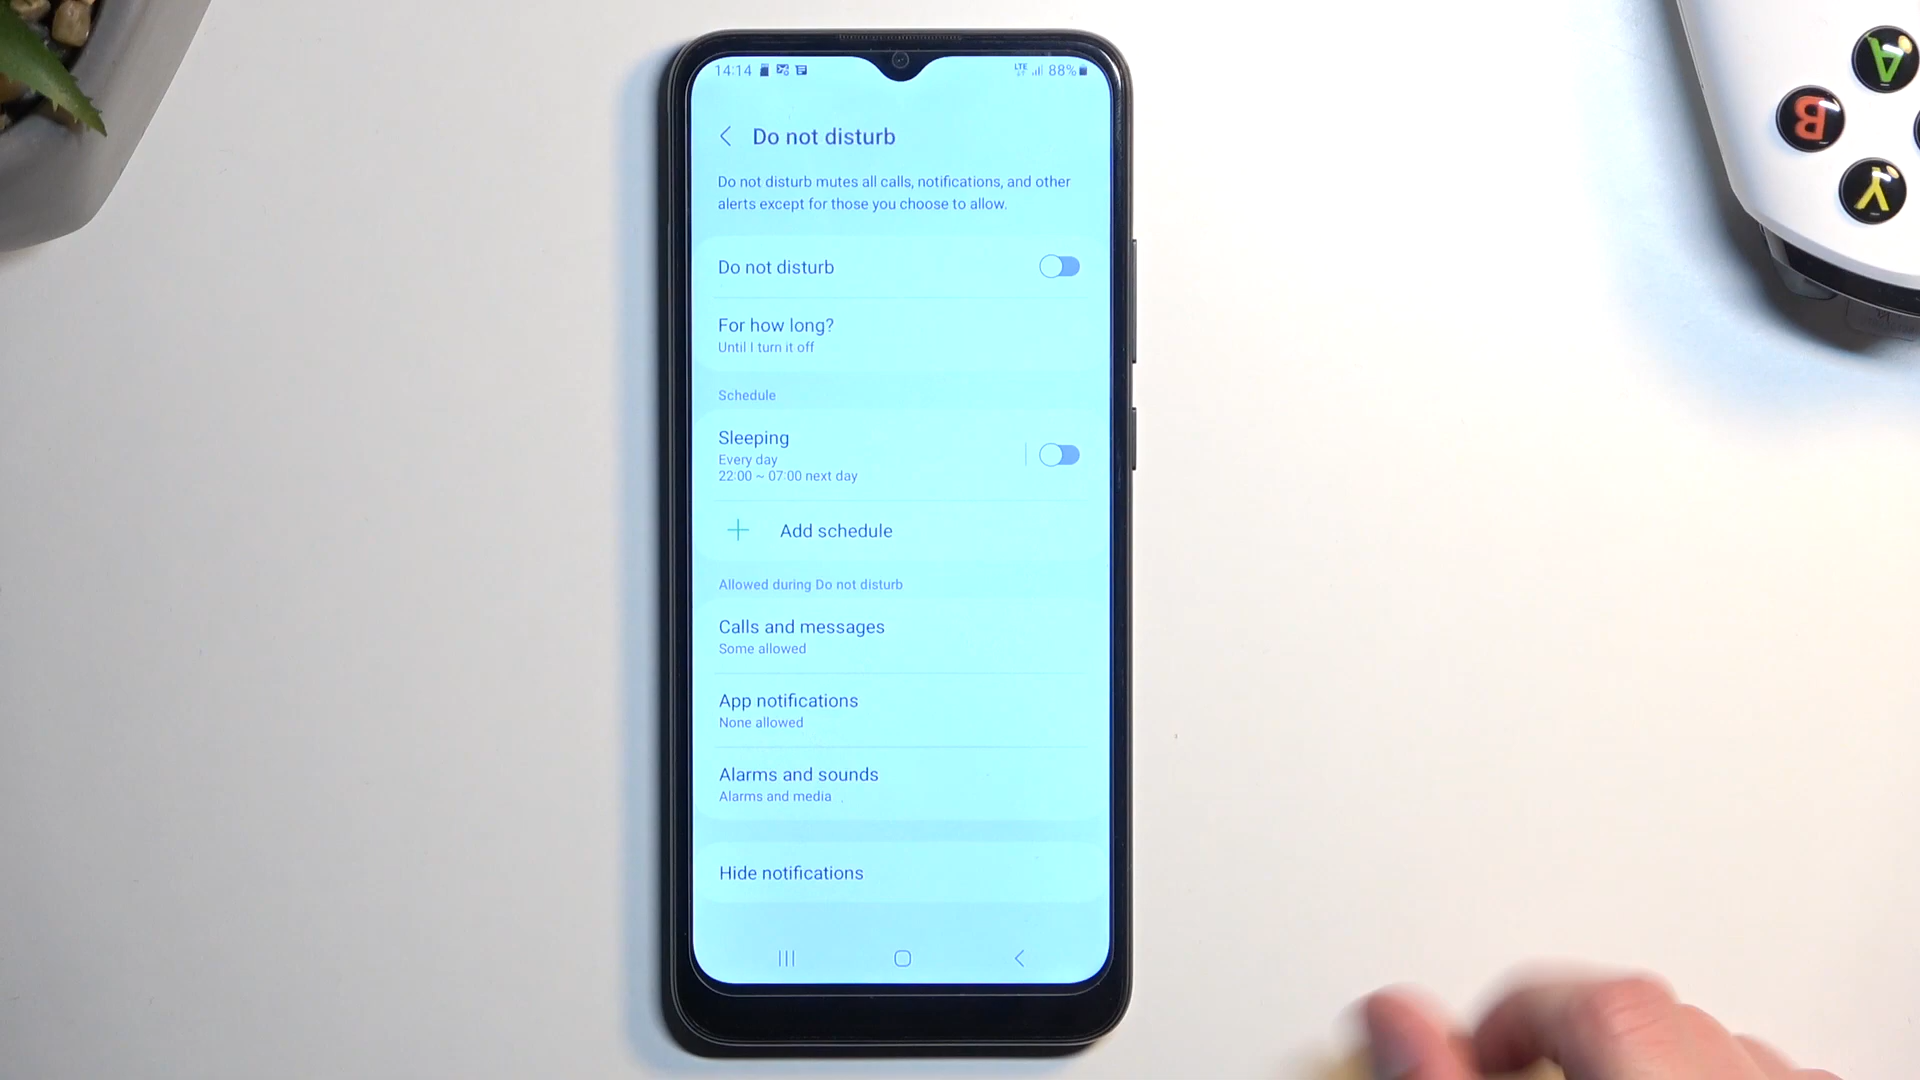 14:14
LTE
88%
Do not disturb
Do not disturb mutes all calls, notifications, and other
alerts except for those you choose to allow.
Do not disturb
For how long?
Until I turn it off
Schedule
Sleeping
Every day
22:00 ~ 07:00 next day
Add schedule
Allowed during Do not disturb
Calls and messages
Some allowed
App notifications
None allowed
Alarms and sounds
Alarms and media
Hide notifications
A
B
Y